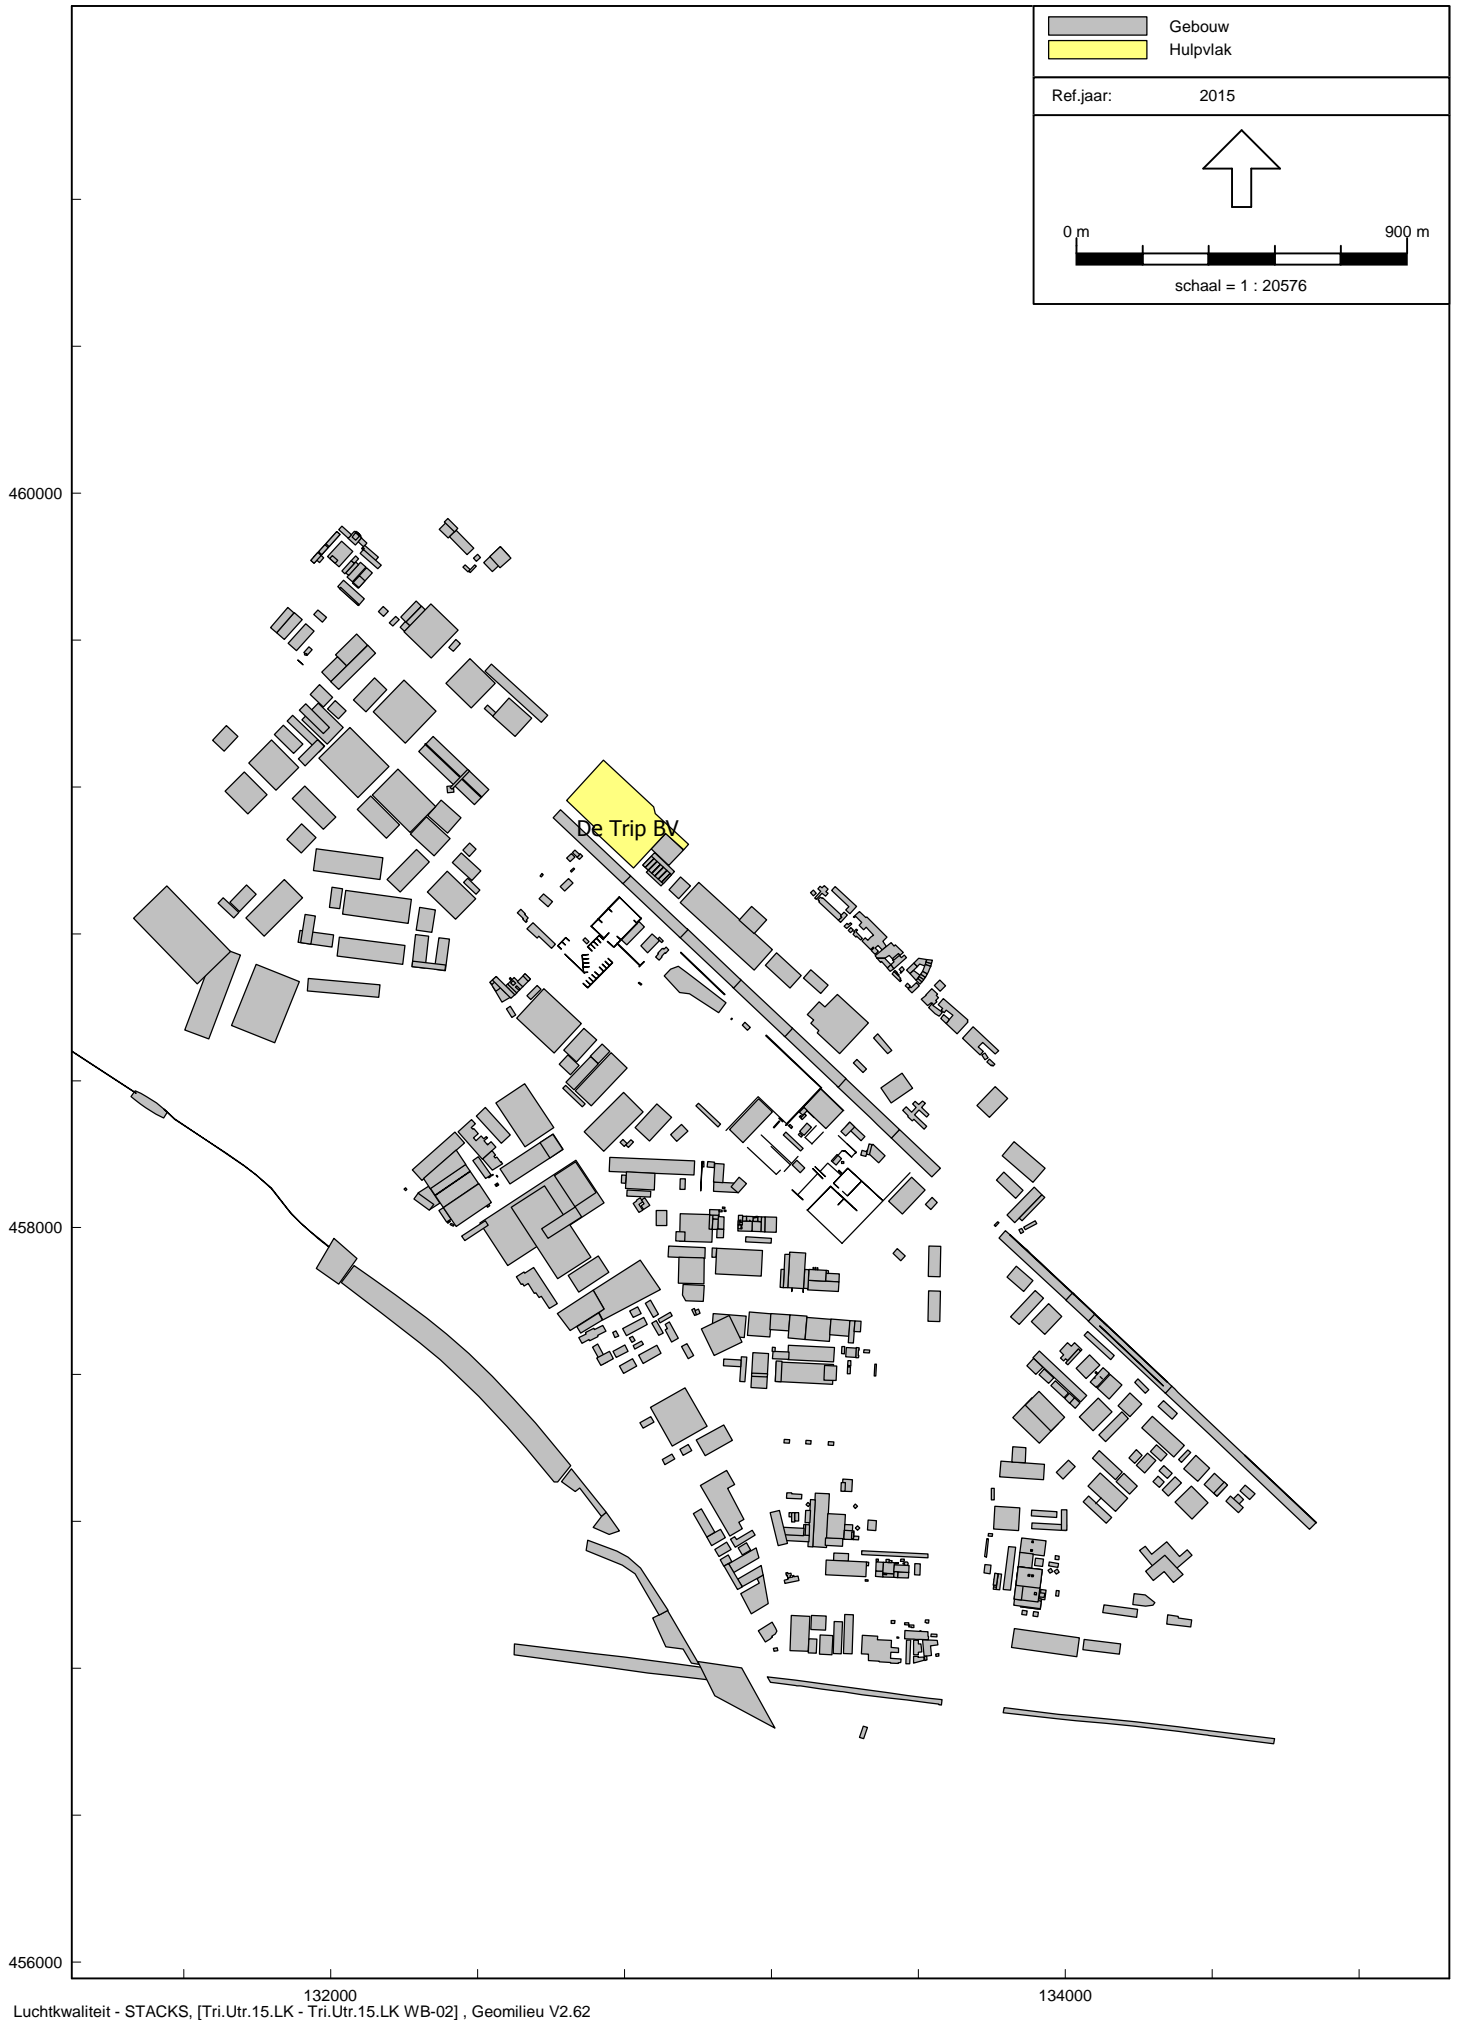 Gebouw
Hulpvlak
Ref.jaar: 2015
0 m 900 m
schaal = 1 : 20576
460000
De Trip BV
458000
456000
132000 134000
Luchtkwaliteit - STACKS, [Tri.Utr.15.LK - Tri.Utr.15.LK WB-02] , Geomilieu V2.62